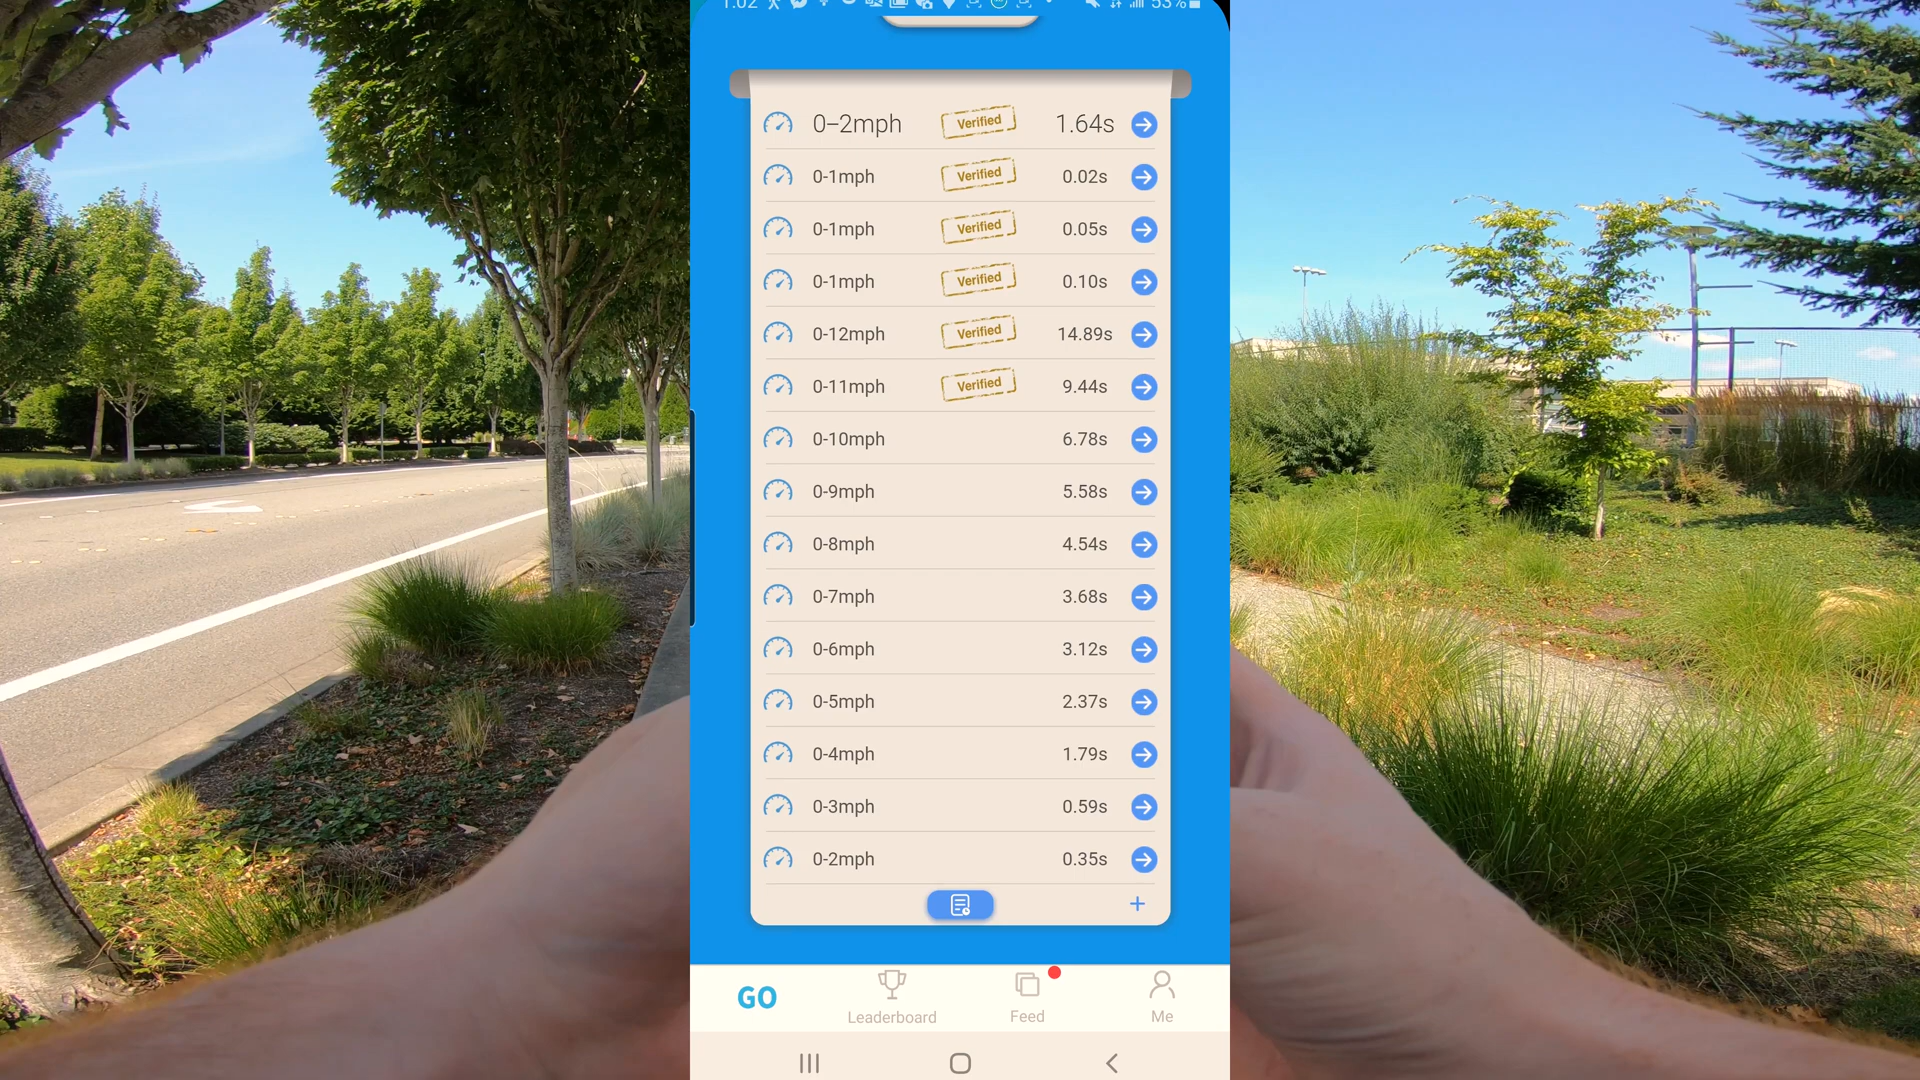 1:02 53%
0–2mph Verified 1.64s
0-1mph Verified 0.02s
0-1mph Verified 0.05s
0-1mph Verified 0.10s
0-12mph Verified 14.89s
0-11mph Verified 9.44s
0-10mph 6.78s
0-9mph 5.58s
0-8mph 4.54s
0-7mph 3.68s
0-6mph 3.12s
0-5mph 2.37s
0-4mph 1.79s
0-3mph 0.59s
0-2mph 0.35s
+
GO Leaderboard Feed Me